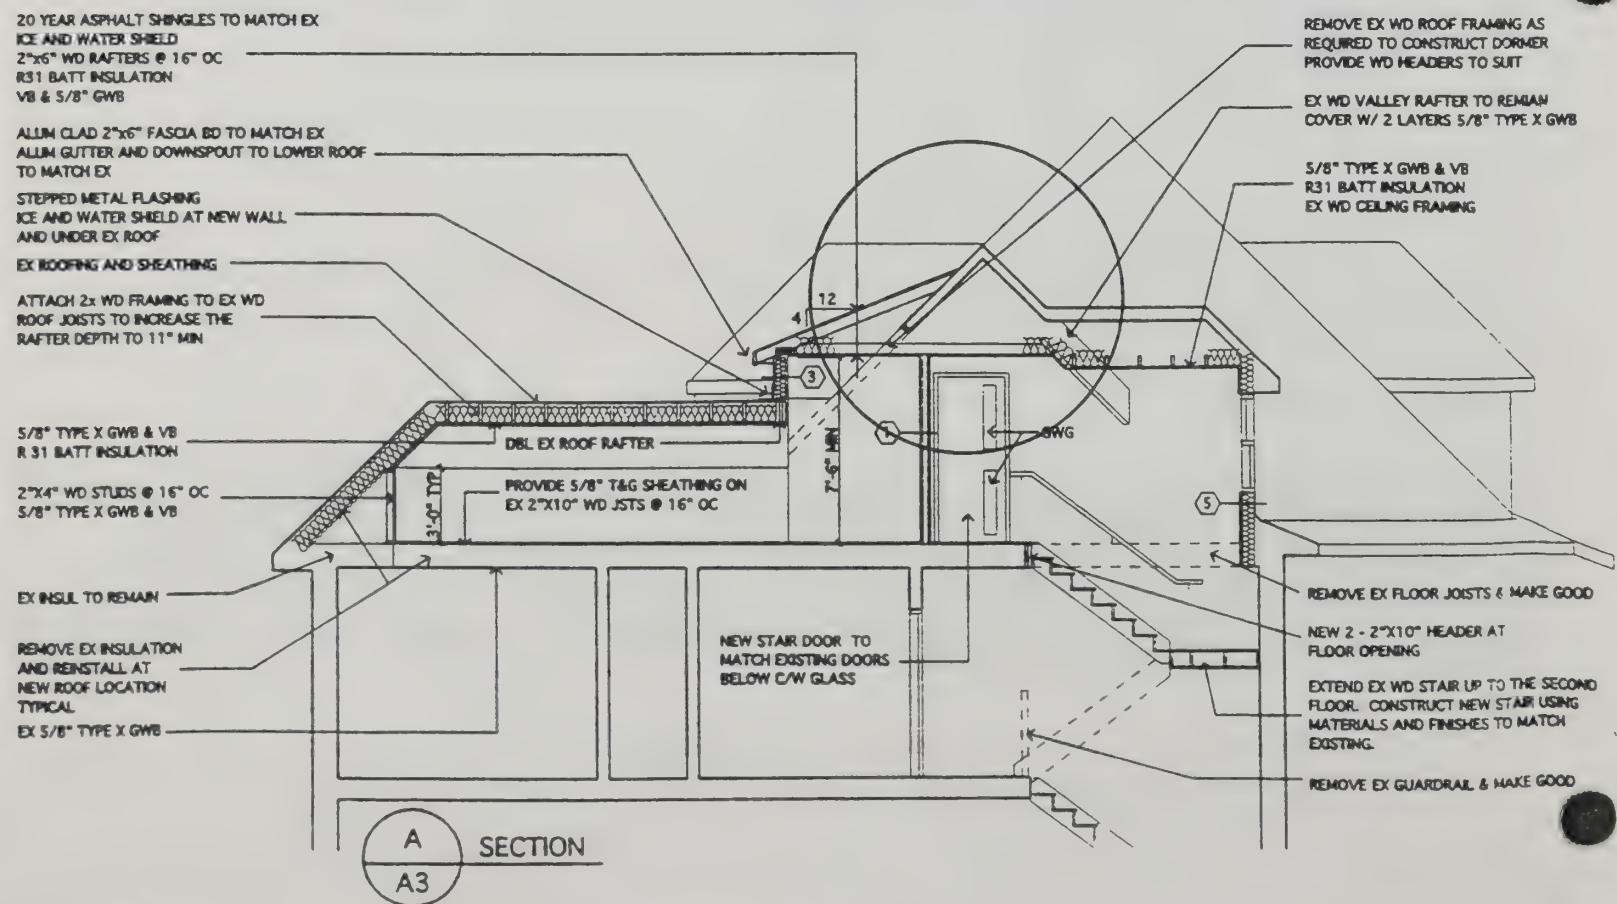 20 YEAR ASPHALT SHINGLES TO MATCH EX
ICE AND WATER SHIELD
2"x6" WD RAFTERS @ 16" OC
R31 BATT INSULATION
VB & 5/8" GWB
ALUM CLAD 2"x6" FASCIA BD TO MATCH EX
ALUM GUTTER AND DOWNSPOUT TO LOWER ROOF
TO MATCH EX
STEPPED METAL FLASHING
ICE AND WATER SHIELD AT NEW WALL
AND UNDER EX ROOF
EX ROOFING AND SHEATHING
ATTACH 2x WD FRAMING TO EX WD
ROOF JOISTS TO INCREASE THE
RAFTER DEPTH TO 11" MIN
5/8" TYPE X GWB & VB
R 31 BATT INSULATION
2"X4" WD STUDS @ 16" OC
5/8" TYPE X GWB & VB
EX INSUL TO REMAIN
REMOVE EX INSULATION
AND REINSTALL AT
NEW ROOF LOCATION
TYPICAL
EX 5/8" TYPE X GWB
12
4
3
DBL EX ROOF RAFTER
PROVIDE 5/8" T&G SHEATHING ON
EX 2"X10" WD JSTS @ 16" OC
3'-0" TYP
7'-6" MIN
1
GWG
5
NEW STAIR DOOR TO
MATCH EXISTING DOORS
BELOW C/W GLASS
REMOVE EX WD ROOF FRAMING AS
REQUIRED TO CONSTRUCT DORMER
PROVIDE WD HEADERS TO SUIT
EX WD VALLEY RAFTER TO REMIAN
COVER W/ 2 LAYERS 5/8" TYPE X GWB
5/8" TYPE X GWB & VB
R31 BATT INSULATION
EX WD CEILING FRAMING
REMOVE EX FLOOR JOISTS & MAKE GOOD
NEW 2 - 2"X10" HEADER AT
FLOOR OPENING
EXTEND EX WD STAIR UP TO THE SECOND
FLOOR. CONSTRUCT NEW STAIR USING
MATERIALS AND FINISHES TO MATCH
EXISTING.
REMOVE EX GUARDRAIL & MAKE GOOD
A
A3
SECTION